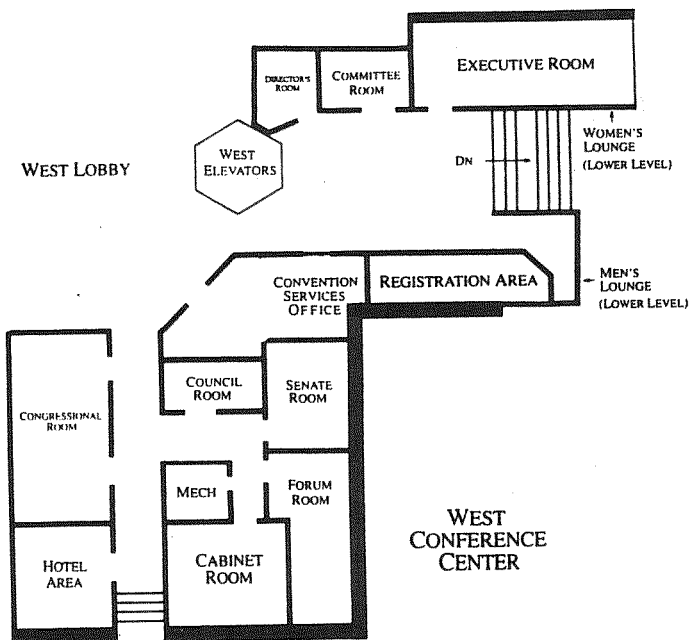 EXECUTIVE ROOM
DIRECTOR'S
ROOM
COMMITTEE
ROOM
WOMEN'S
LOUNGE
(LOWER LEVEL)
DN
WEST
ELEVATORS
WEST LOBBY
CONVENTION
SERVICES
OFFICE
REGISTRATION AREA
MEN'S
LOUNGE
(LOWER LEVEL)
COUNCIL
ROOM
SENATE
ROOM
CONGRESSIONAL
ROOM
MECH
FORUM
ROOM
WEST
CONFERENCE
CENTER
HOTEL
AREA
CABINET
ROOM